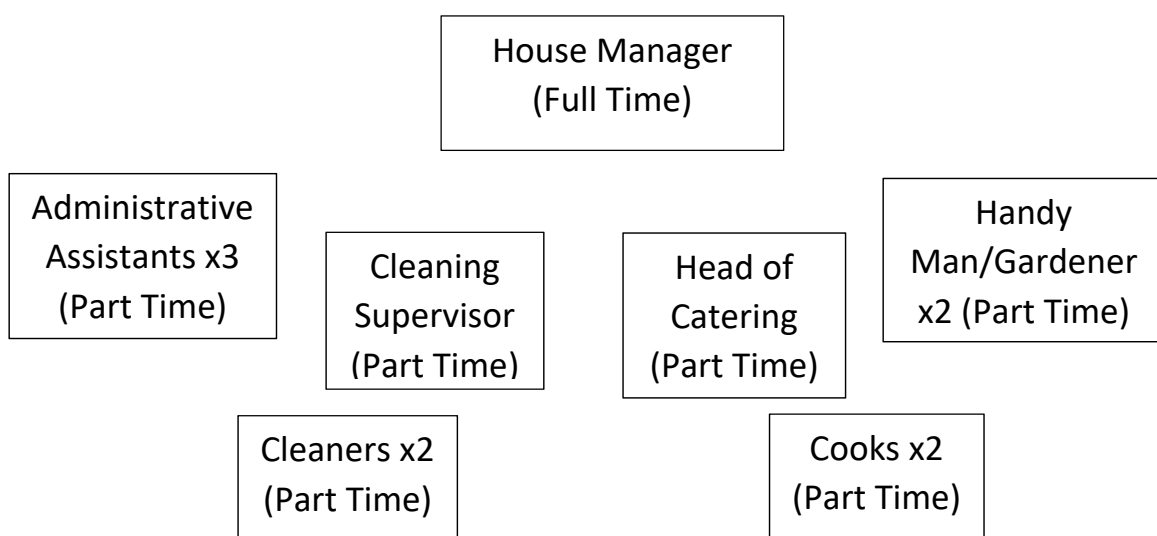 House Manager
(Full Time)
Administrative
Assistants x3
(Part Time)
Cleaning
Supervisor
(Part Time)
Head of
Catering
(Part Time)
Handy
Man/Gardener
x2 (Part Time)
Cleaners x2
(Part Time)
Cooks x2
(Part Time)